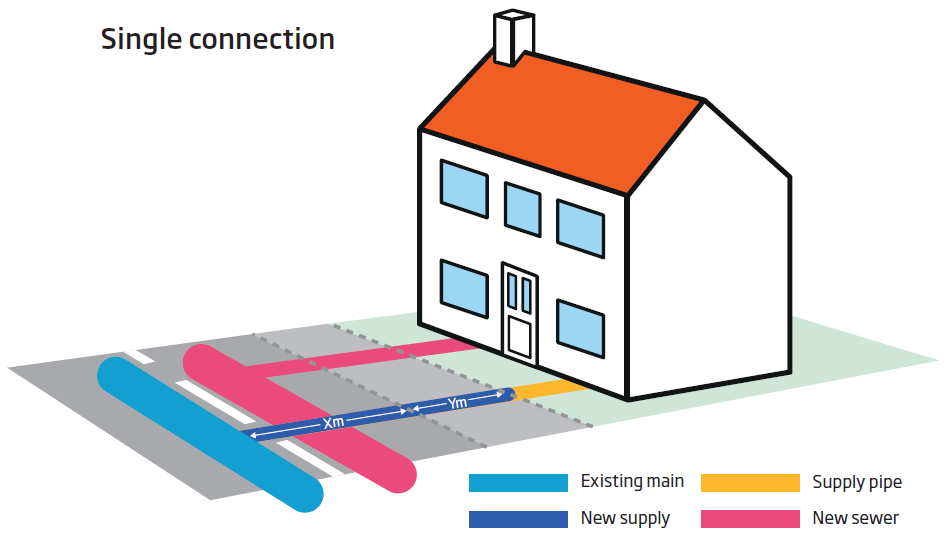 Single connection
Xm
Ym
Existing main
Supply pipe
New supply
New sewer